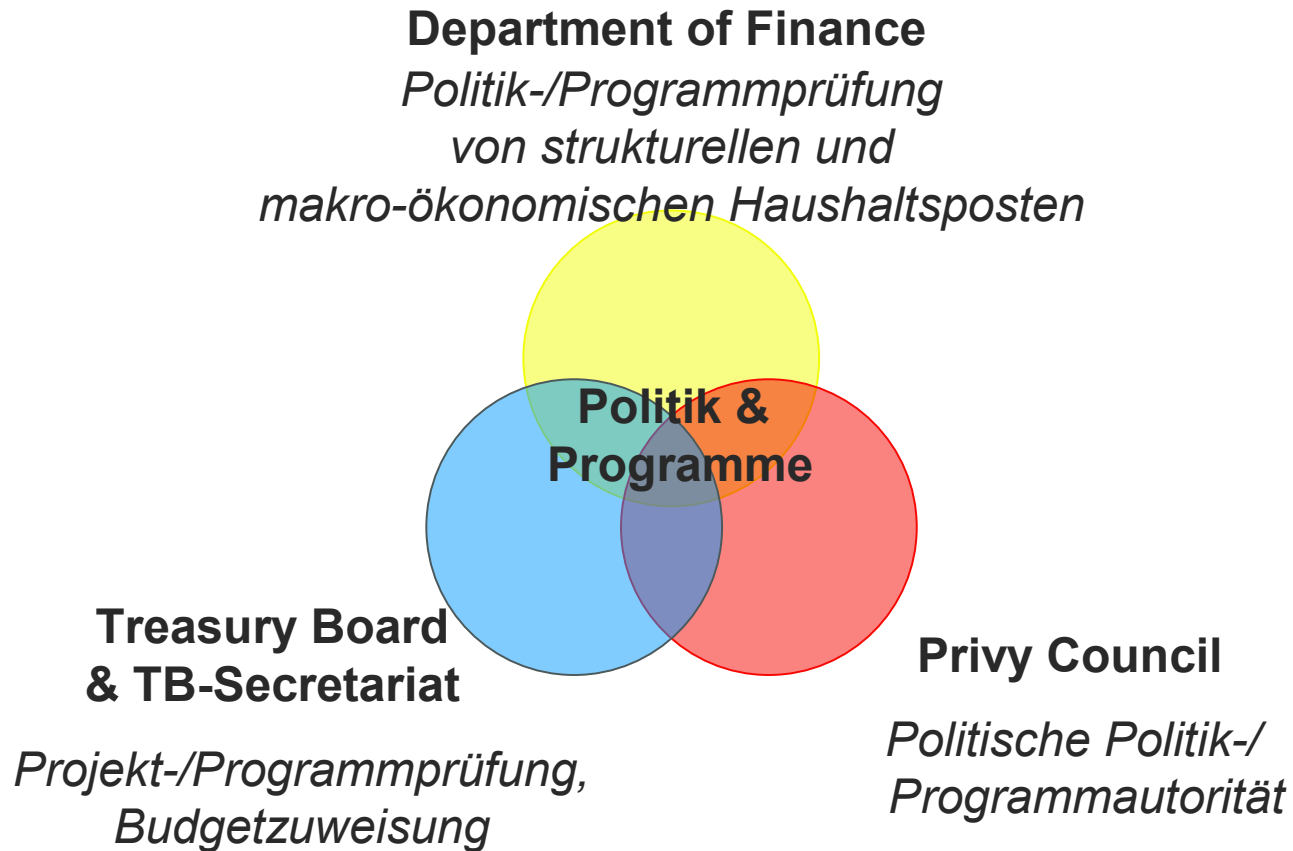 Department of Finance
Politik-/Programmprüfung
von strukturellen und
makro-ökonomischen Haushaltsposten
Politik &
Programme
Treasury Board
& TB-Secretariat
Projekt-/Programmprüfung,
Budgetzuweisung
Privy Council
Politische Politik-/
Programmautorität